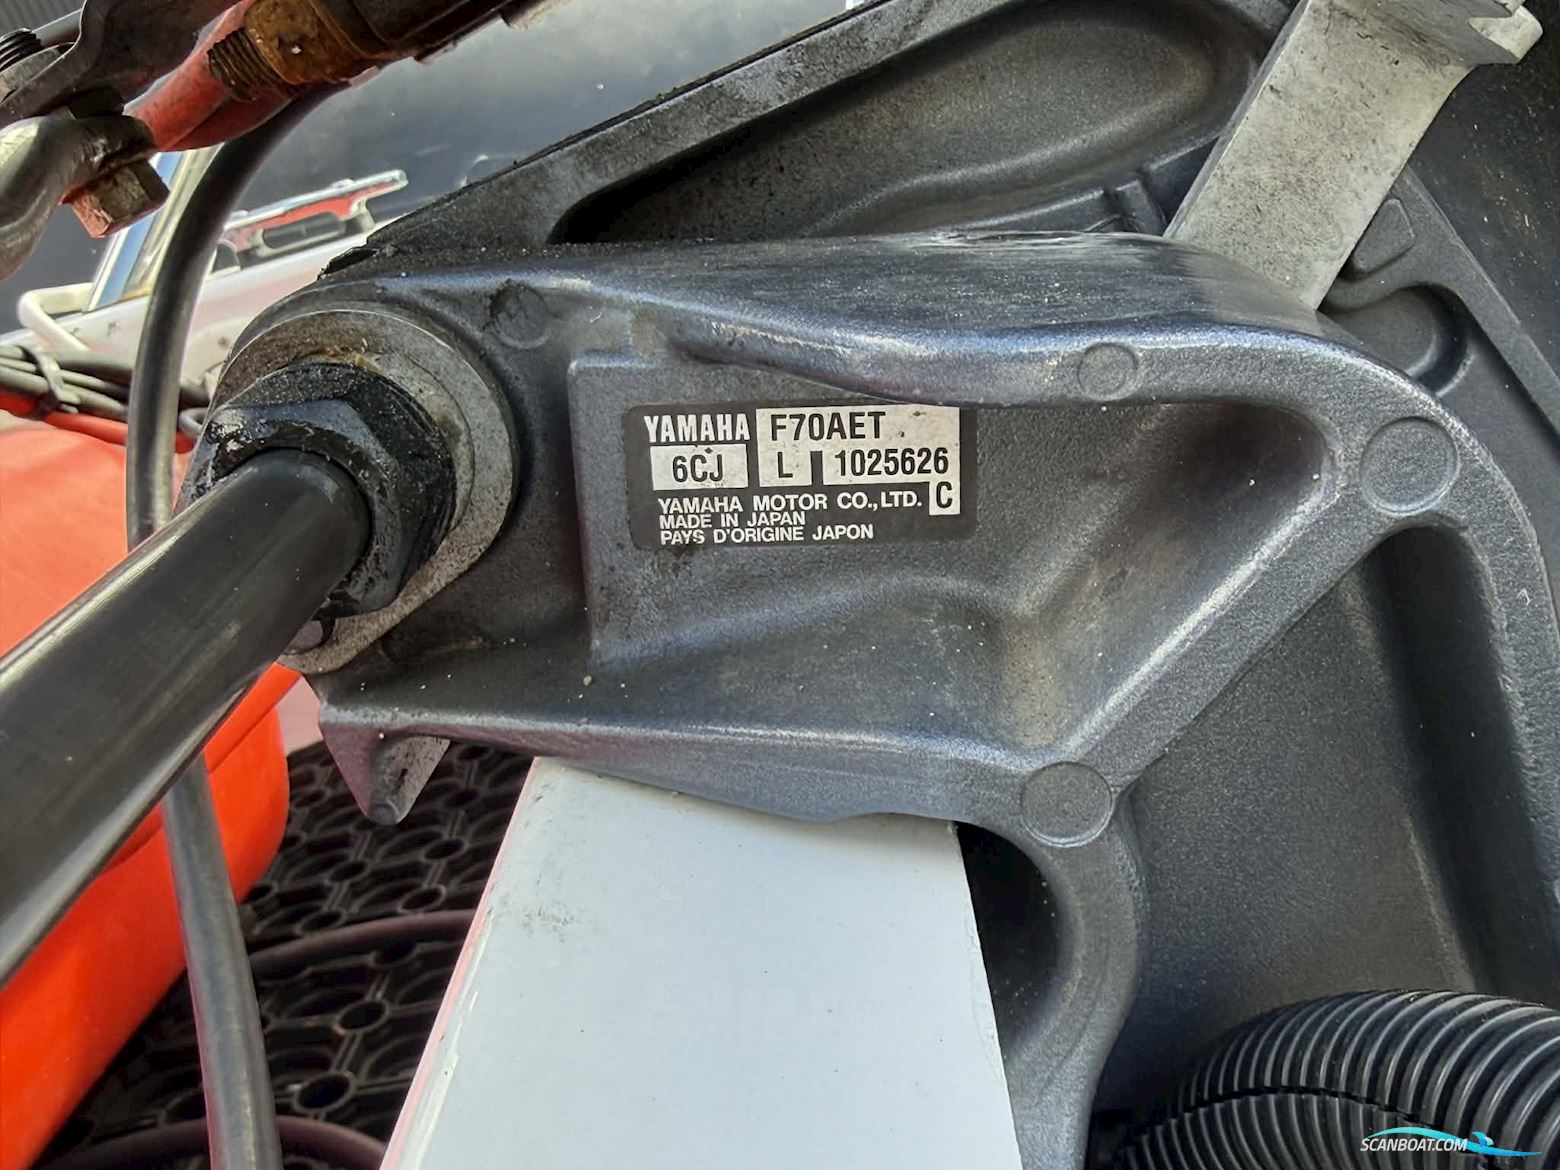 YAMAHA F70AET
6CJ L 1025626
YAMAHA MOTOR CO.,LTD. C
MADE IN JAPAN
PAYS D'ORIGINE JAPON
SCANBOAT.COM